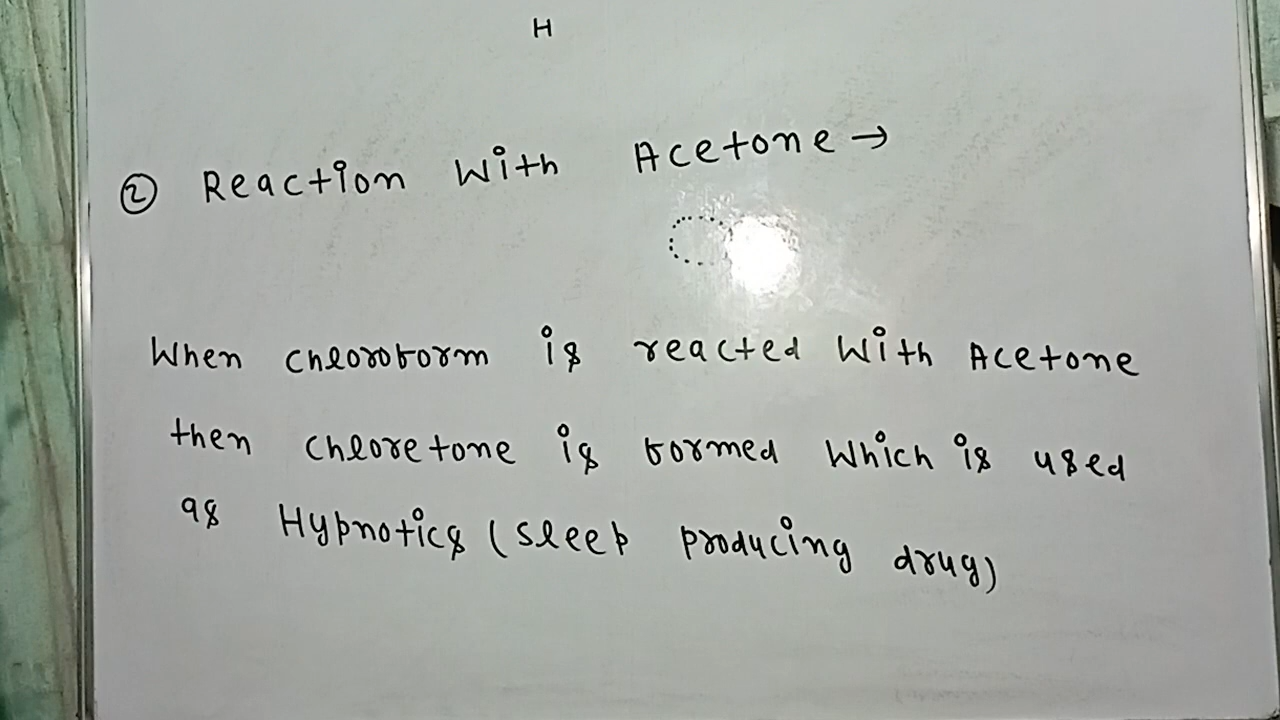 H
② Reaction With Acetone →
When chloroform is reacted With Acetone
then chloretone is formed Which is used
as Hypnotics (sleep producing drug)